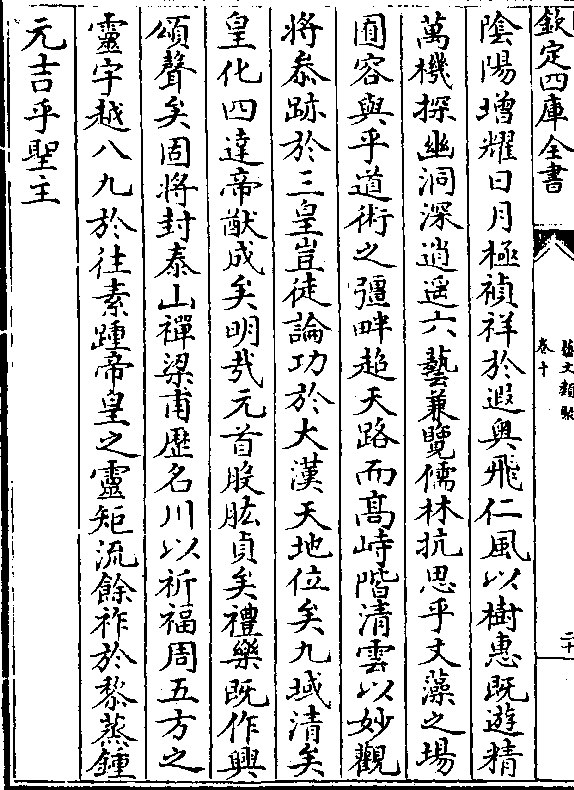 欽定四庫全書
藝文類聚
卷十
二十
陰陽增耀日月極禎祥於遐奥飛仁風以樹惠既遊精
萬機探幽洞深逍遥六藝兼覽儒林抗思乎文藻之場
囿容與乎道術之彊畔超天路而髙峙階清雲以妙觀
將叅跡於三皇豈徒論功於大漢天地位矣九域清矣
皇化四達帝猷成矣明哉元首股肱貞矣禮樂既作興
頌聲矣固將封泰山禪梁甫歷名川以祈福周五方之
靈宇越八九於往素踵帝皇之靈矩流餘祚於黎蒸鍾
元吉乎聖主